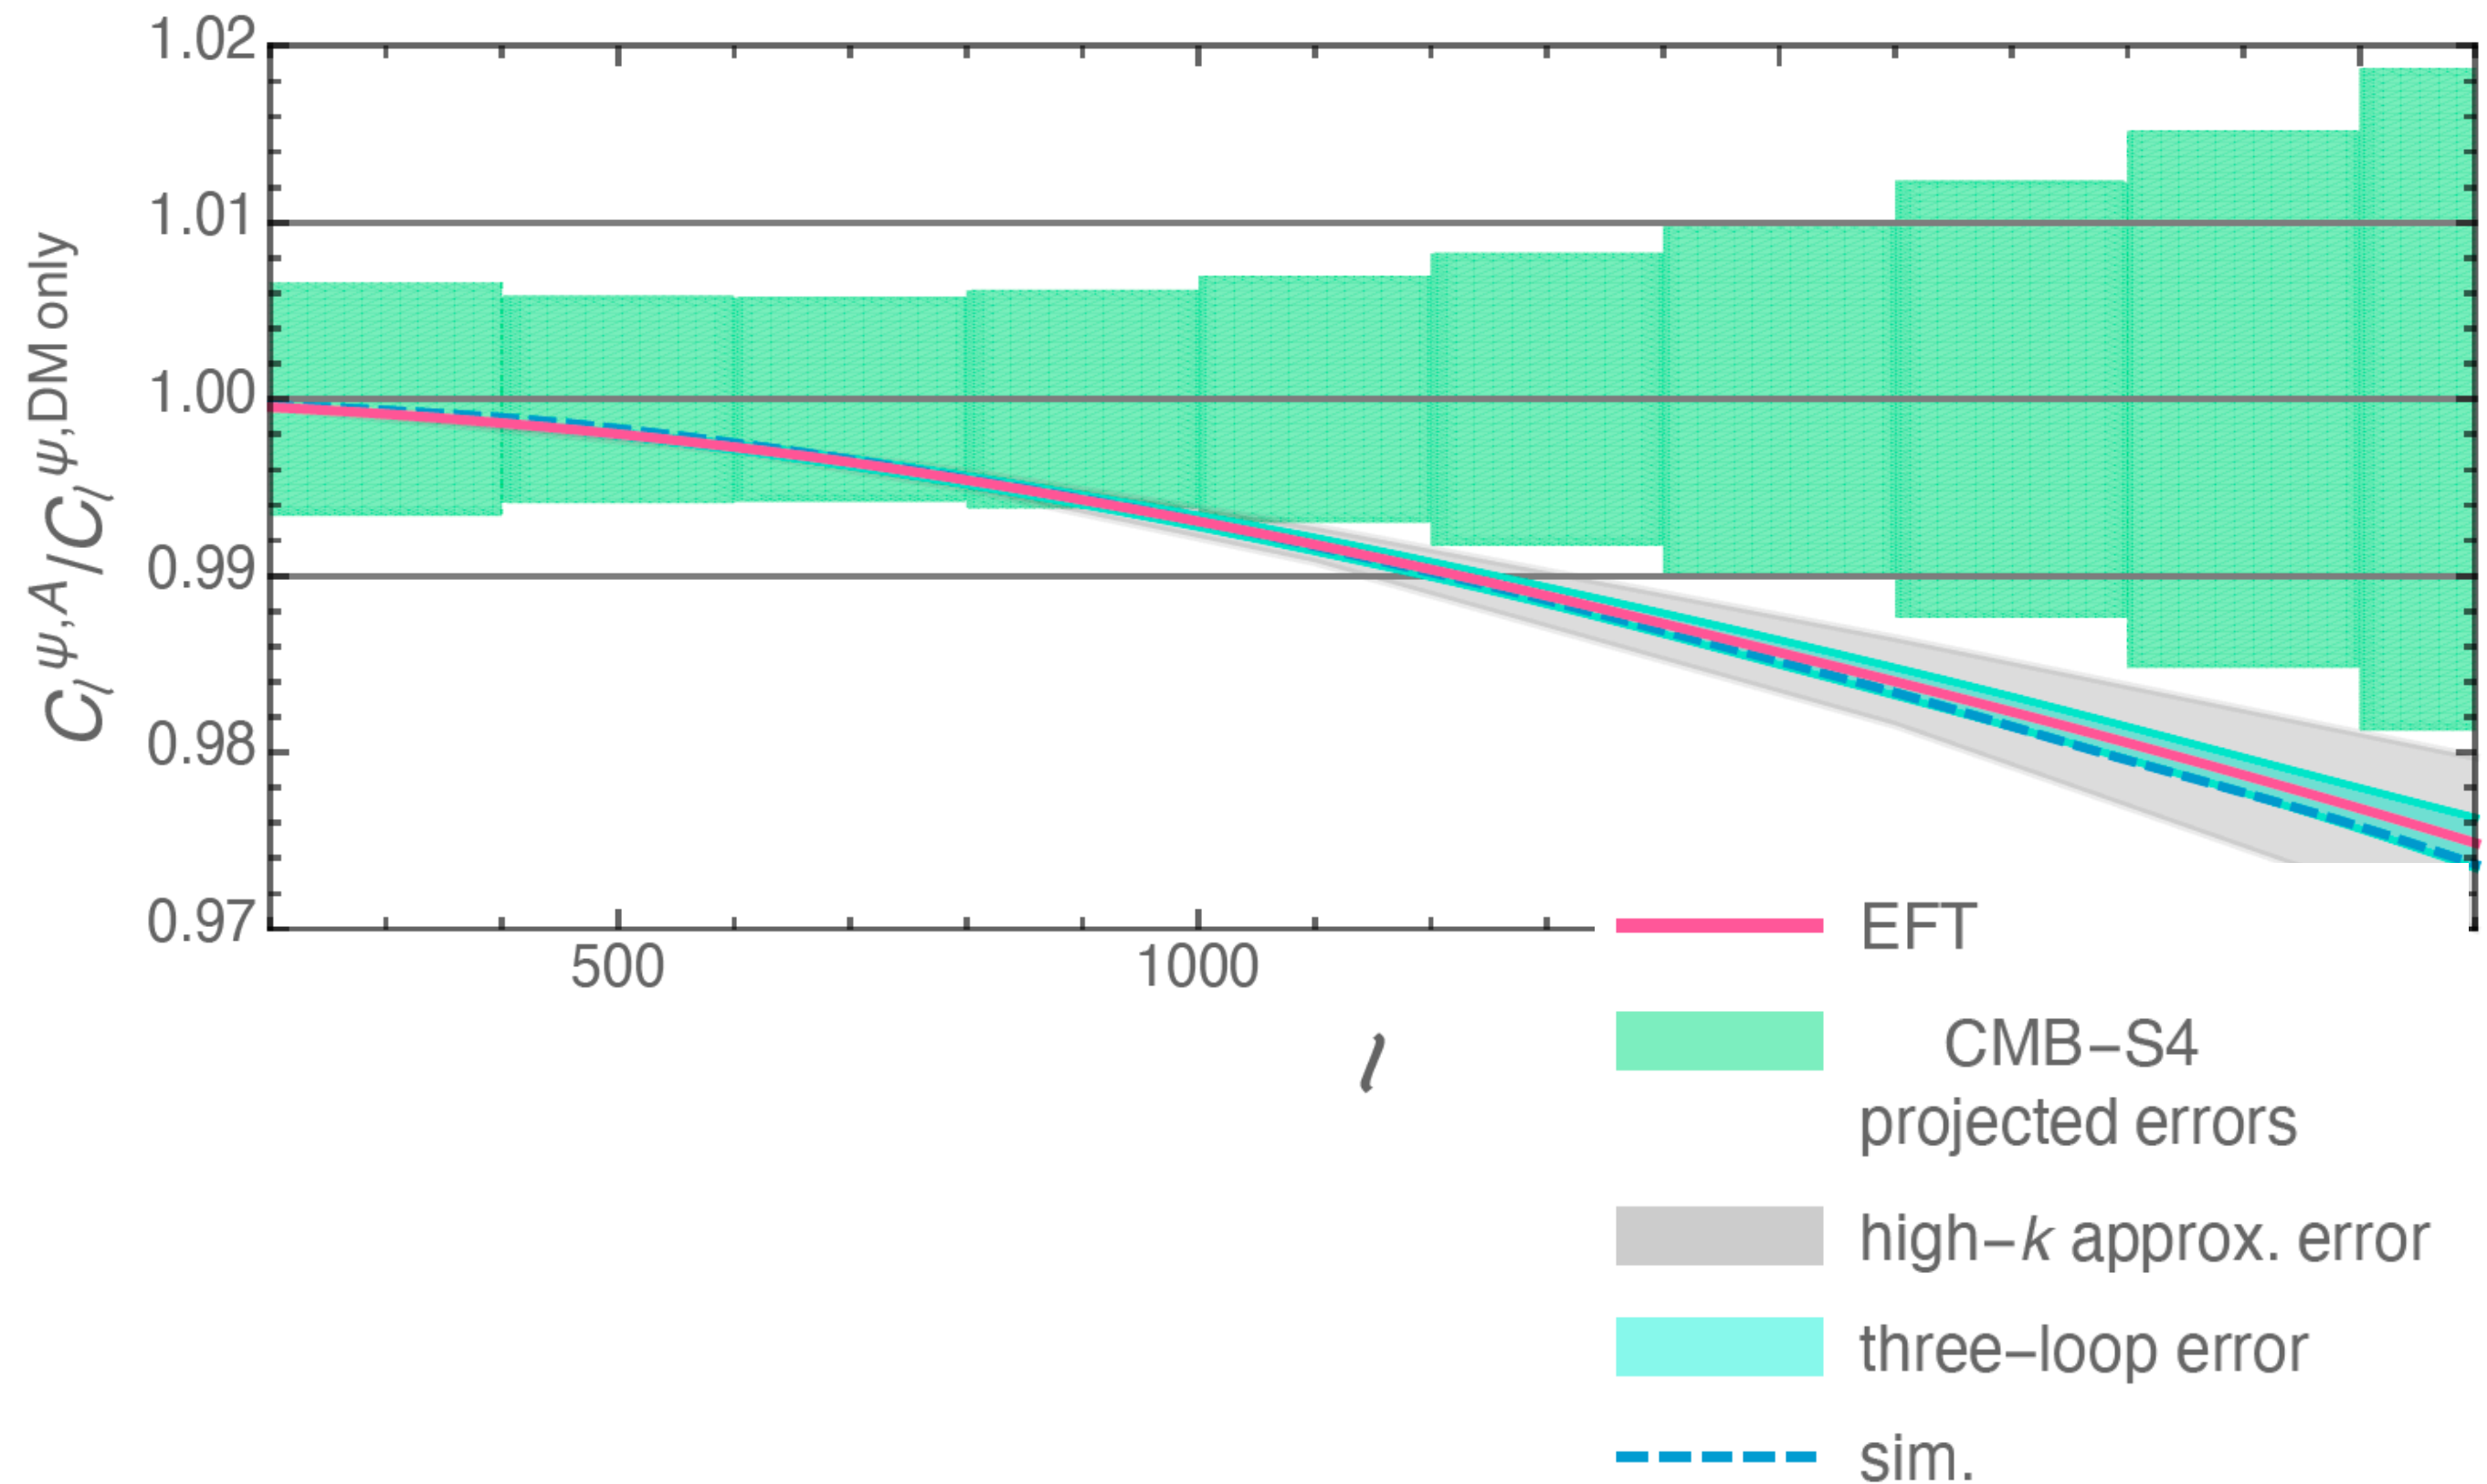 1.02
1.01
1.00
0.99
0.98
0.97
C_l^{ψ,A}/C_l^{ψ,DM only}
500
1000
l
EFT
CMB−S4
projected errors
high−k approx. error
three−loop error
sim.